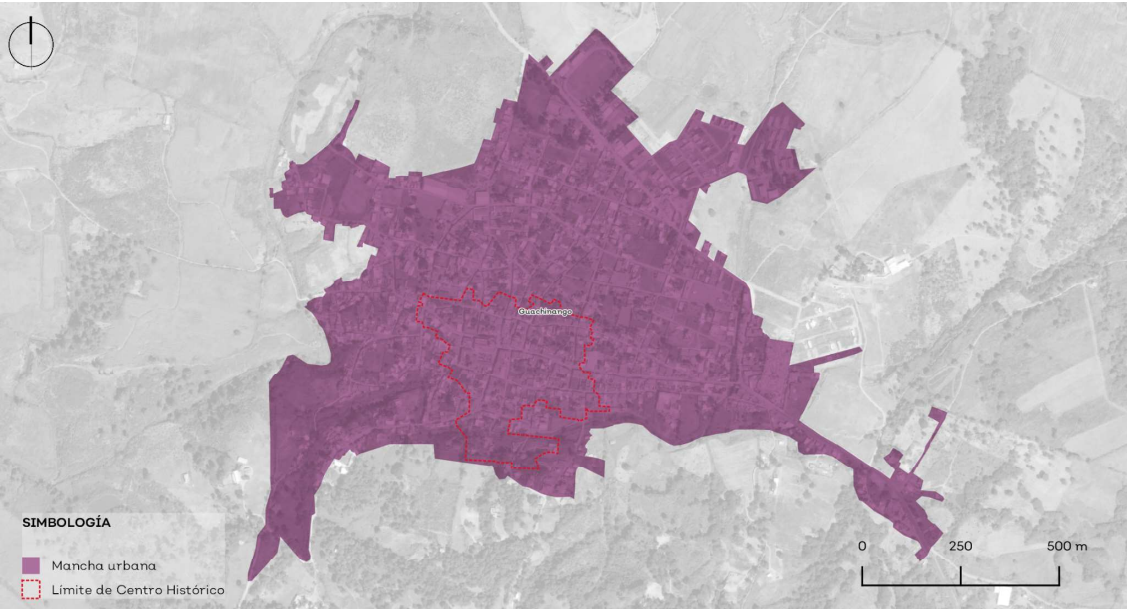 Guachinango
SIMBOLOGÍA
Mancha urbana
Límite de Centro Histórico
0 250 500 m